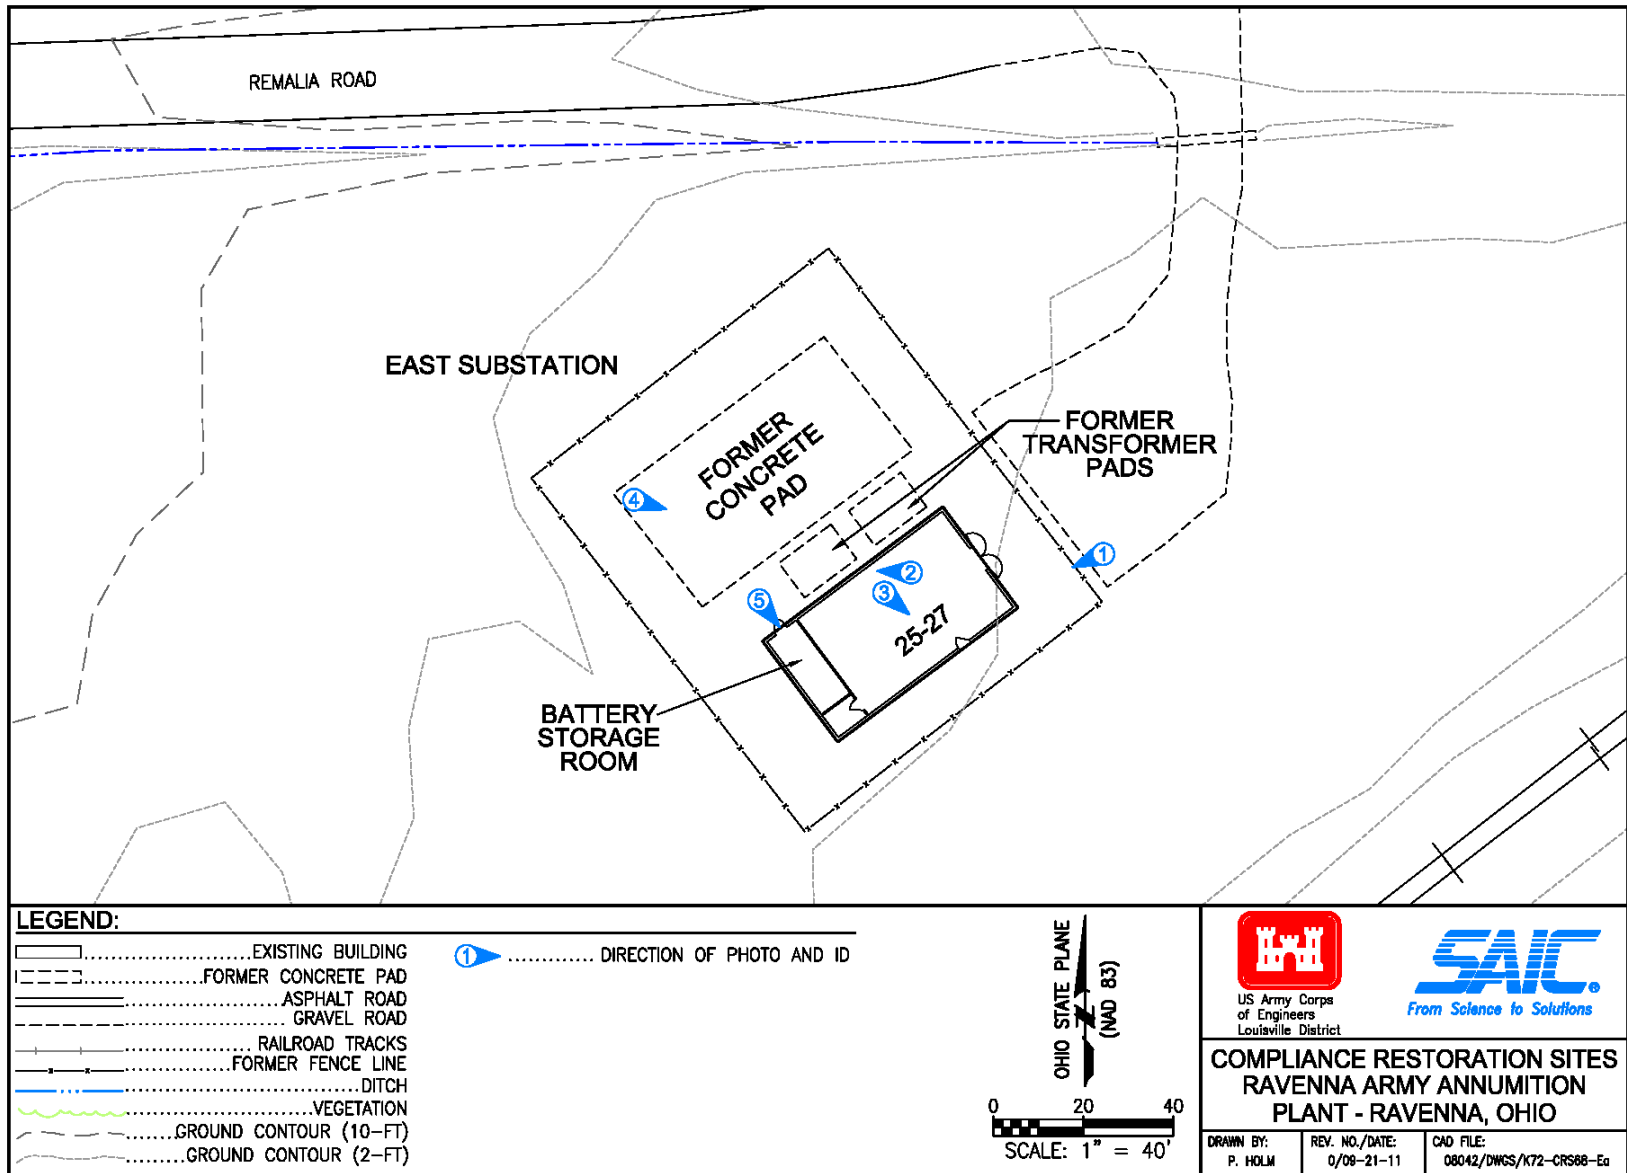 REMALIA ROAD
EAST SUBSTATION
FORMER
CONCRETE
PAD
FORMER
TRANSFORMER
PADS
4
1
2
3
5
25-27
BATTERY
STORAGE
ROOM
LEGEND:
EXISTING BUILDING
FORMER CONCRETE PAD
ASPHALT ROAD
GRAVEL ROAD
RAILROAD TRACKS
FORMER FENCE LINE
DITCH
VEGETATION
GROUND CONTOUR (10-FT)
GROUND CONTOUR (2-FT)
1 DIRECTION OF PHOTO AND ID
OHIO STATE PLANE
(NAD 83)
0 20 40
SCALE: 1" = 40'
US Army Corps
of Engineers
Louisville District
SAIC®
From Science to Solutions
COMPLIANCE RESTORATION SITES
RAVENNA ARMY ANNUMITION
PLANT - RAVENNA, OHIO
DRAWN BY:
P. HOLM
REV. NO./DATE:
0/09-21-11
CAD FILE:
08042/DWGS/K72-CRS68-Ea